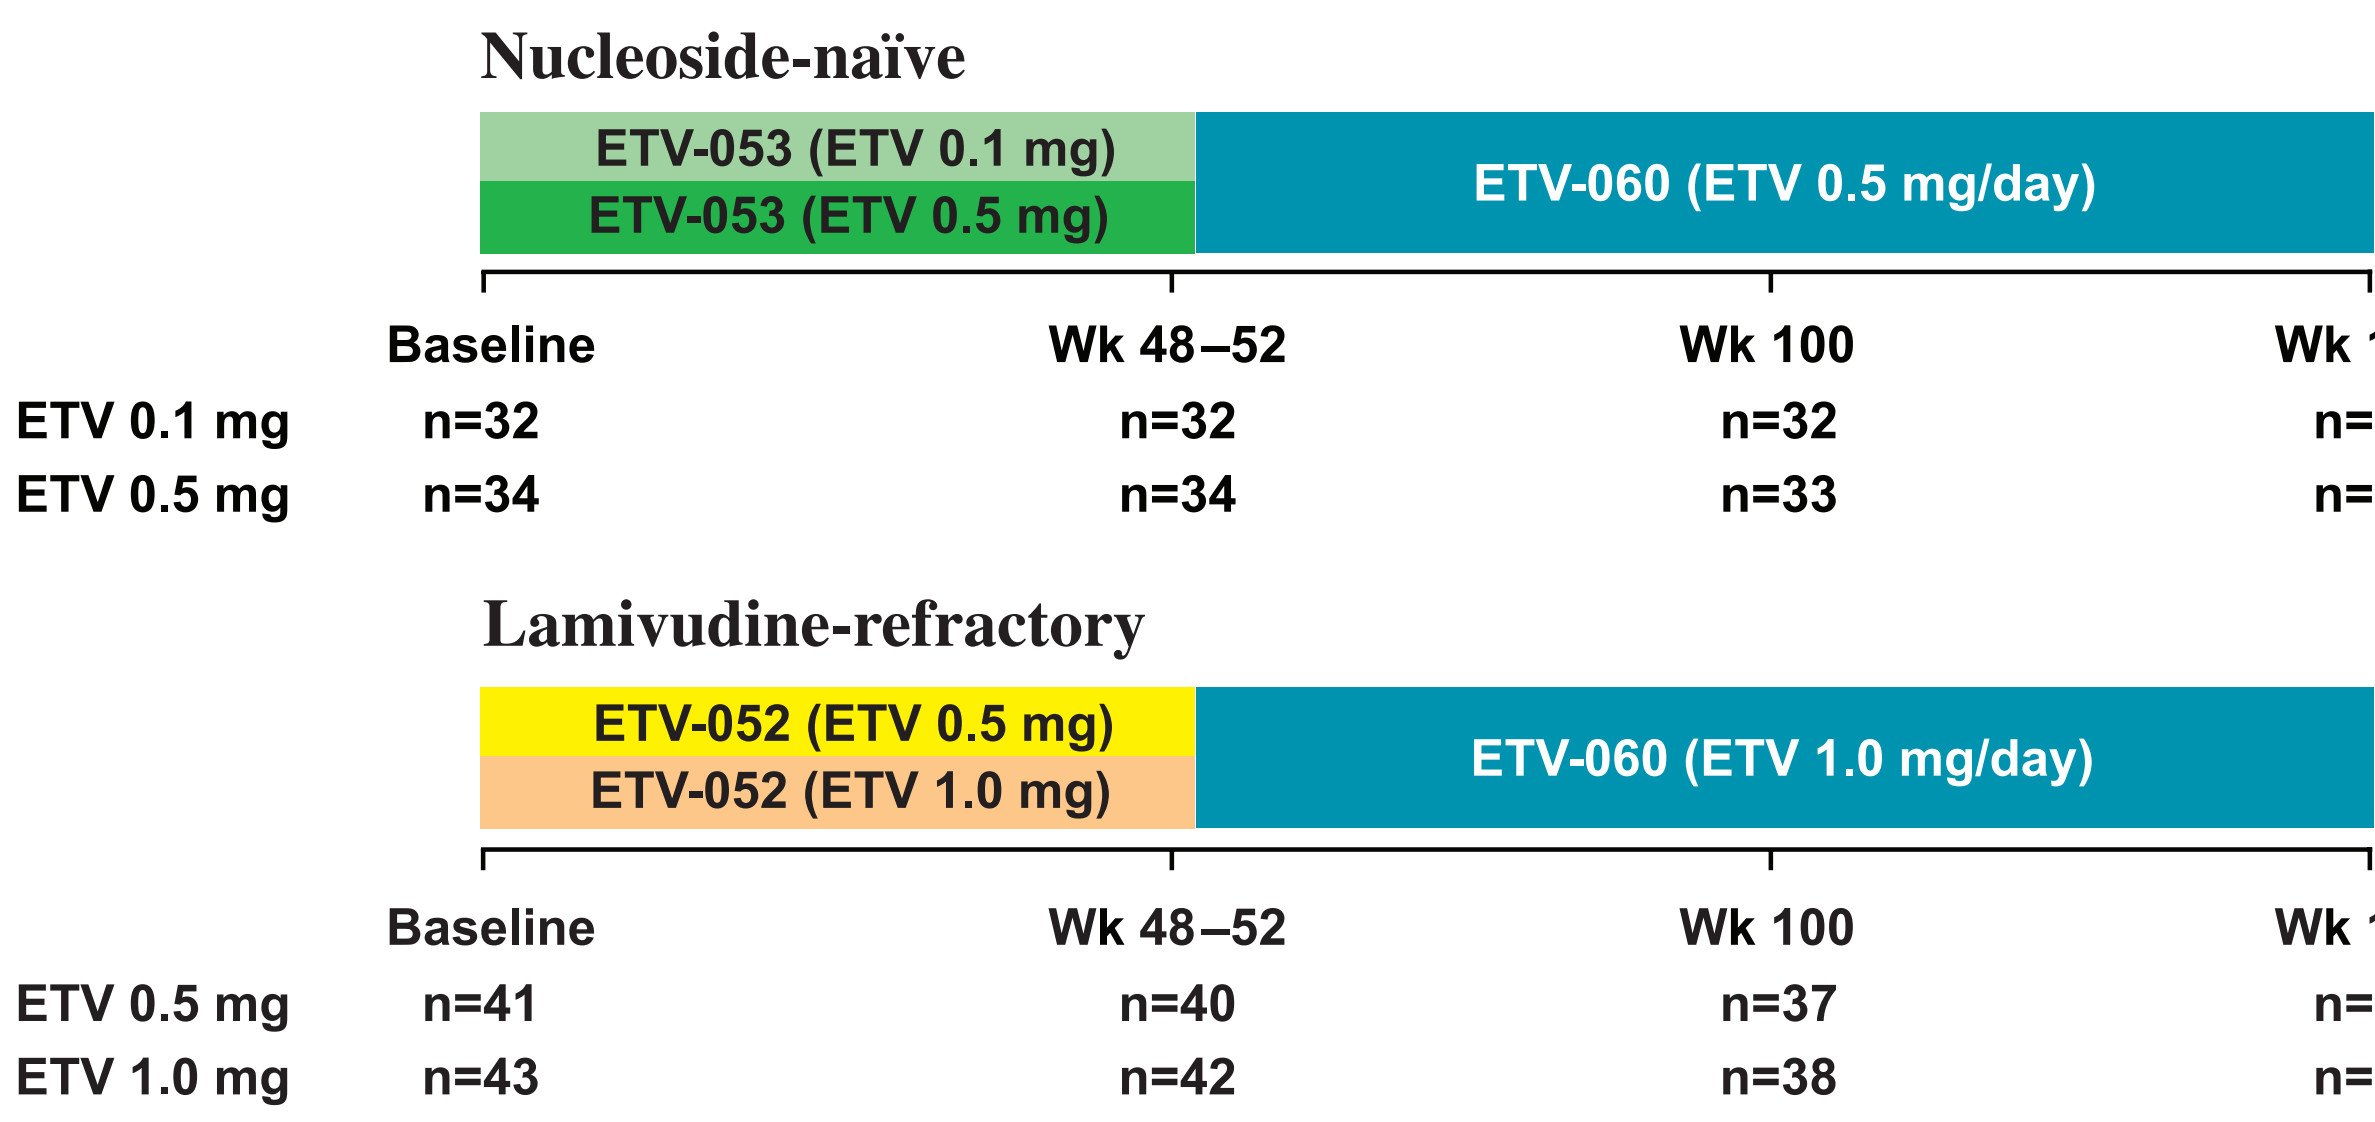 Nucleoside-naïve
ETV-053 (ETV 0.1 mg)
ETV-053 (ETV 0.5 mg)
ETV-060 (ETV 0.5 mg/day)
Baseline Wk 48–52 Wk 100 Wk
ETV 0.1 mg n=32 n=32 n=32 n=
ETV 0.5 mg n=34 n=34 n=33 n=
Lamivudine-refractory
ETV-052 (ETV 0.5 mg)
ETV-052 (ETV 1.0 mg)
ETV-060 (ETV 1.0 mg/day)
Baseline Wk 48–52 Wk 100 Wk
ETV 0.5 mg n=41 n=40 n=37 n=
ETV 1.0 mg n=43 n=42 n=38 n=